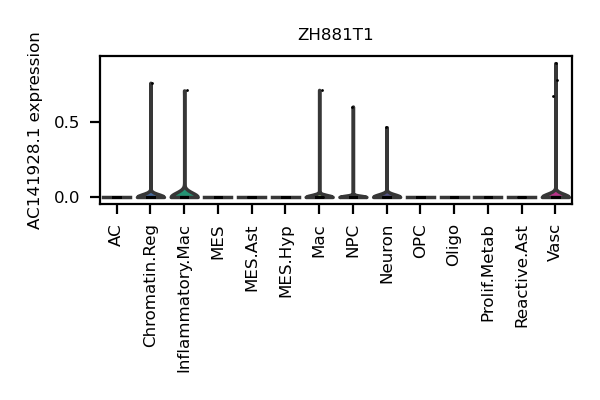 ZH881T1
AC141928.1 expression
0.5
0.0
AC
Chromatin.Reg
Inflammatory.Mac
MES
MES.Ast
MES.Hyp
Mac
NPC
Neuron
OPC
Oligo
Prolif.Metab
Reactive.Ast
Vasc